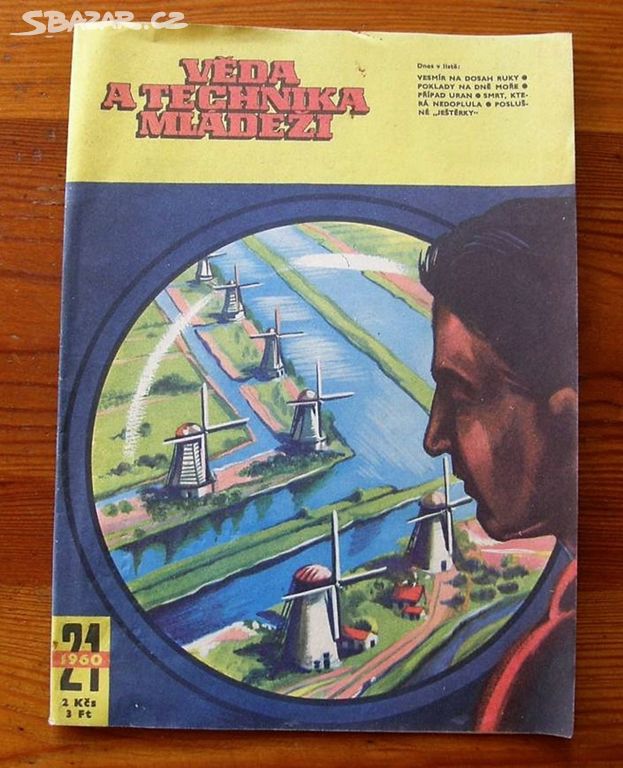 SBAZAR.CZ
VĚDA
A TECHNIKA
MLÁDEŽI
Dnes v listě:
VESMÍR NA DOSAH RUKY ●
POKLADY NA DNĚ MOŘE ●
PŘÍPAD URAN ● SMRT, KTE-
RÁ NEDOPLULA ● POSLUŠ-
NÉ „JEŠTĚRKY“
21
1960
2 Kčs
3 Ft